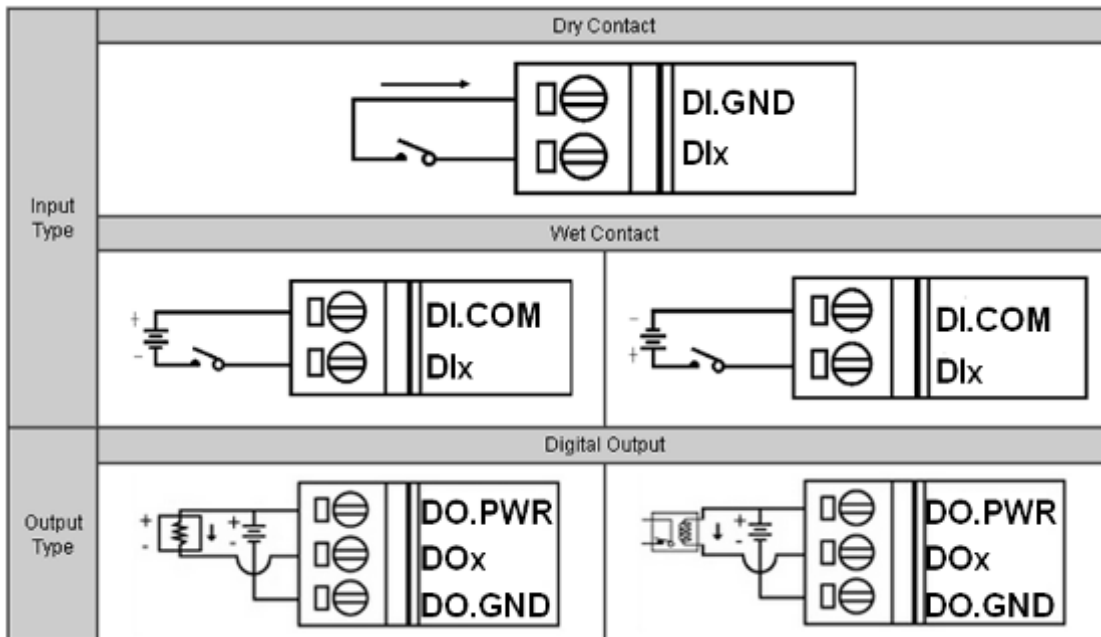 Dry Contact
DI.GND
DIx
Input
Type
Wet Contact
+
-
DI.COM
DIx
-
+
DI.COM
DIx
Digital Output
Output
Type
+
-
+
-
DO.PWR
DOx
DO.GND
+
-
DO.PWR
DOx
DO.GND